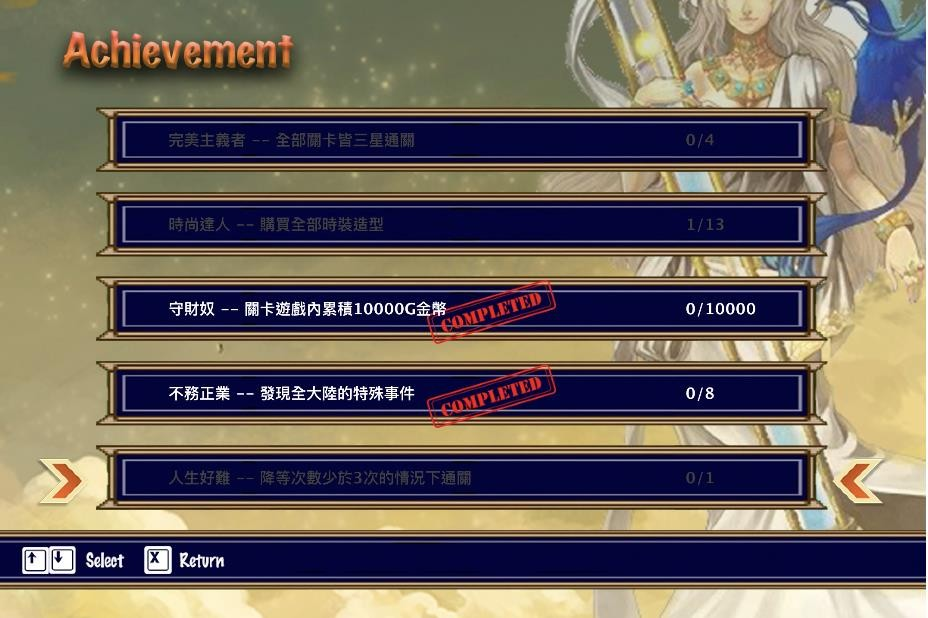 Achievement
完美主義者 -- 全部關卡皆三星通關 0/4
時尚達人 -- 購買全部時裝造型 1/13
守財奴 -- 關卡遊戲內累積10000G金幣 COMPLETED 0/10000
不務正業 -- 發現全大陸的特殊事件 COMPLETED 0/8
人生好難 -- 降等次數少於3次的情況下通關 0/1
↑ ↓ Select X Return